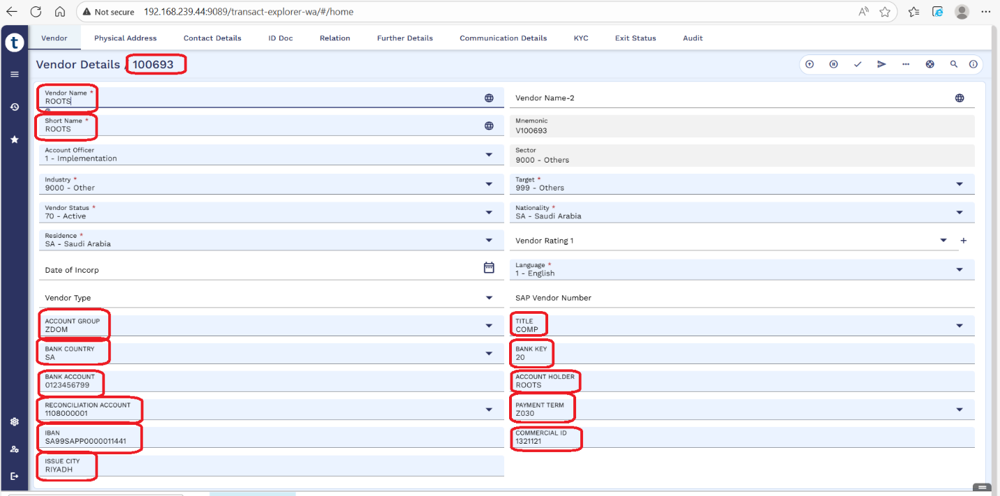 Not secure 192.168.239.44:9089/transact-explorer-wa/#/home
Vendor Physical Address Contact Details ID Doc Relation Further Details Communication Details KYC Exit Status Audit
Vendor Details / 100693
Vendor Name *
ROOTS
Vendor Name-2
Short Name *
ROOTS
Mnemonic
V100693
Account Officer
1 - Implementation
Sector
9000 - Others
Industry *
9000 - Other
Target *
999 - Others
Vendor Status *
70 - Active
Nationality *
SA - Saudi Arabia
Residence *
SA - Saudi Arabia
Vendor Rating 1
Date of Incorp
Language *
1 - English
Vendor Type
SAP Vendor Number
ACCOUNT GROUP
ZDOM
TITLE
COMP
BANK COUNTRY
SA
BANK KEY
20
BANK ACCOUNT
0123456799
ACCOUNT HOLDER
ROOTS
RECONCILIATION ACCOUNT
1108000001
PAYMENT TERM
Z030
IBAN
SA99SAPP0000011441
COMMERCIAL ID
1321121
ISSUE CITY
RIYADH